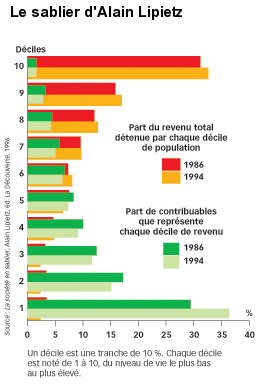 Le sablier d'Alain Lipietz
Déciles
10
9
8
7
6
5
4
3
2
1
Part du revenu total
détenue par chaque décile
de population
1986
1994
Part de contribuables
que représente
chaque décile de revenu
1986
1994
%
0 5 10 15 20 25 30 35 40
Source : La société en sablier, Alain Lipietz, éd. La Découverte, 1996
Un décile est une tranche de 10 %. Chaque décile
est noté de 1 à 10, du niveau de vie le plus bas
au plus élevé.